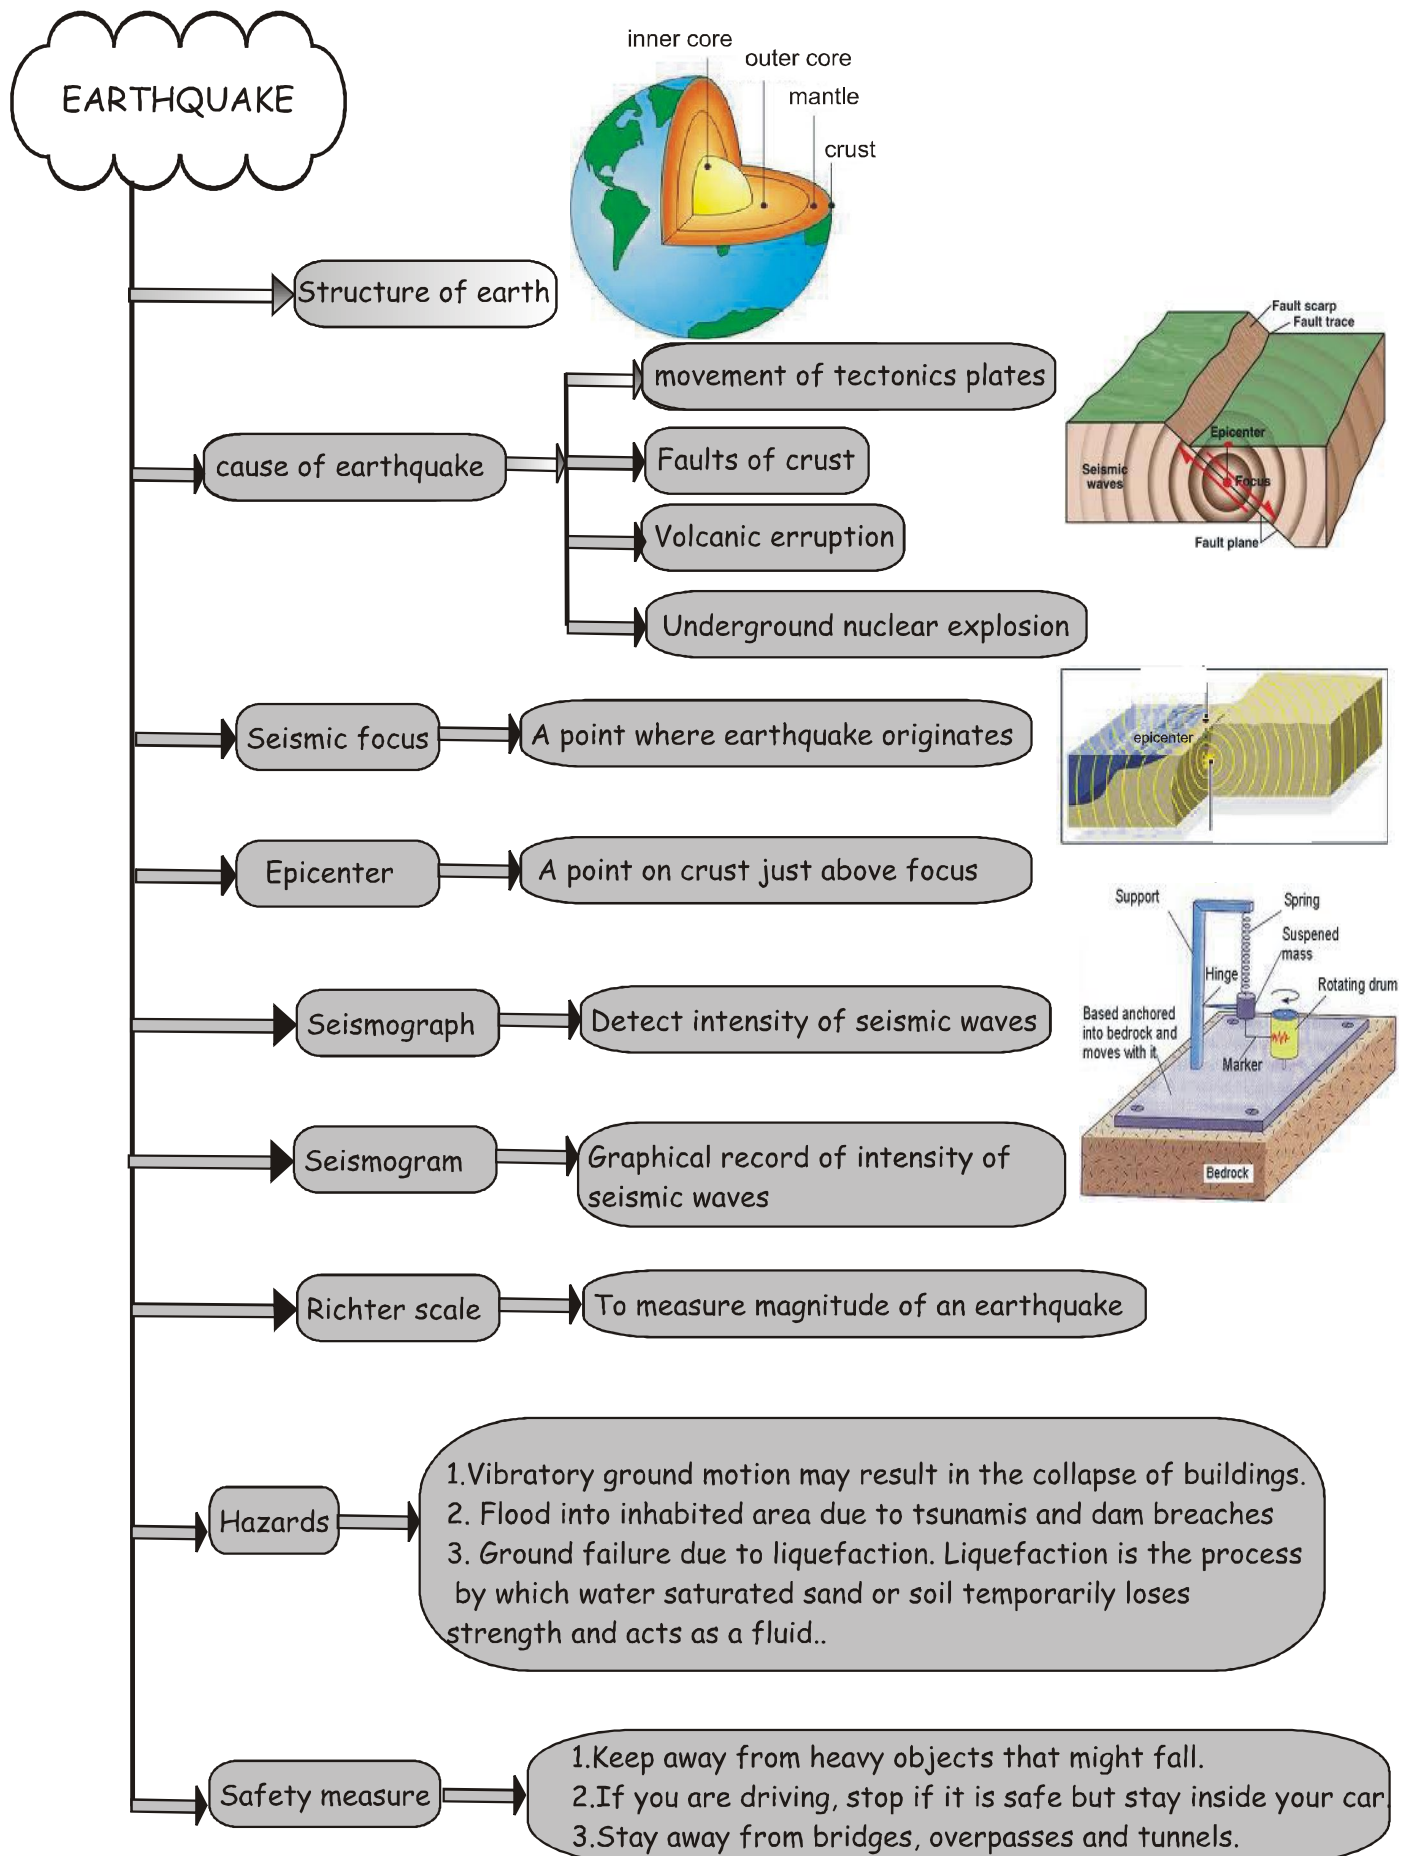 EARTHQUAKE
inner core
outer core
mantle
crust
Structure of earth
cause of earthquake
movement of tectonics plates
Faults of crust
Volcanic erruption
Underground nuclear explosion
Fault scarp
Fault trace
Epicenter
Seismic
waves
Focus
Fault plane
Seismic focus
A point where earthquake originates
epicenter
Epicenter
A point on crust just above focus
Support
Spring
Suspened
mass
Hinge
Rotating drum
Based anchored
into bedrock and
moves with it
Marker
Bedrock
Seismograph
Detect intensity of seismic waves
Seismogram
Graphical record of intensity of
seismic waves
Richter scale
To measure magnitude of an earthquake
Hazards
1.Vibratory ground motion may result in the collapse of buildings.
2. Flood into inhabited area due to tsunamis and dam breaches
3. Ground failure due to liquefaction. Liquefaction is the process
by which water saturated sand or soil temporarily loses
strength and acts as a fluid..
Safety measure
1.Keep away from heavy objects that might fall.
2.If you are driving, stop if it is safe but stay inside your car.
3.Stay away from bridges, overpasses and tunnels.